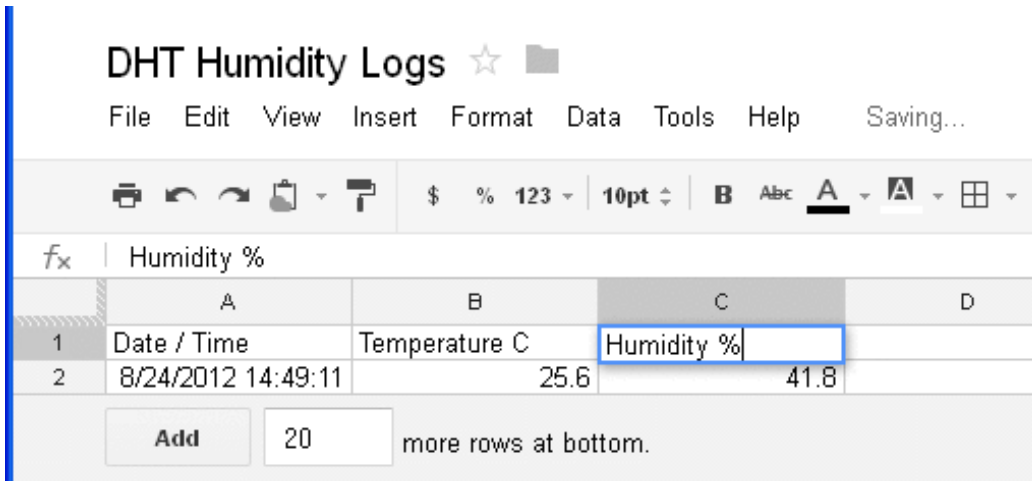 DHT Humidity Logs
File Edit View Insert Format Data Tools Help Saving...
$ % 123 10pt B Abc A A
fx Humidity %
A B C D
1 Date / Time Temperature C Humidity %
2 8/24/2012 14:49:11 25.6 41.8
Add 20 more rows at bottom.